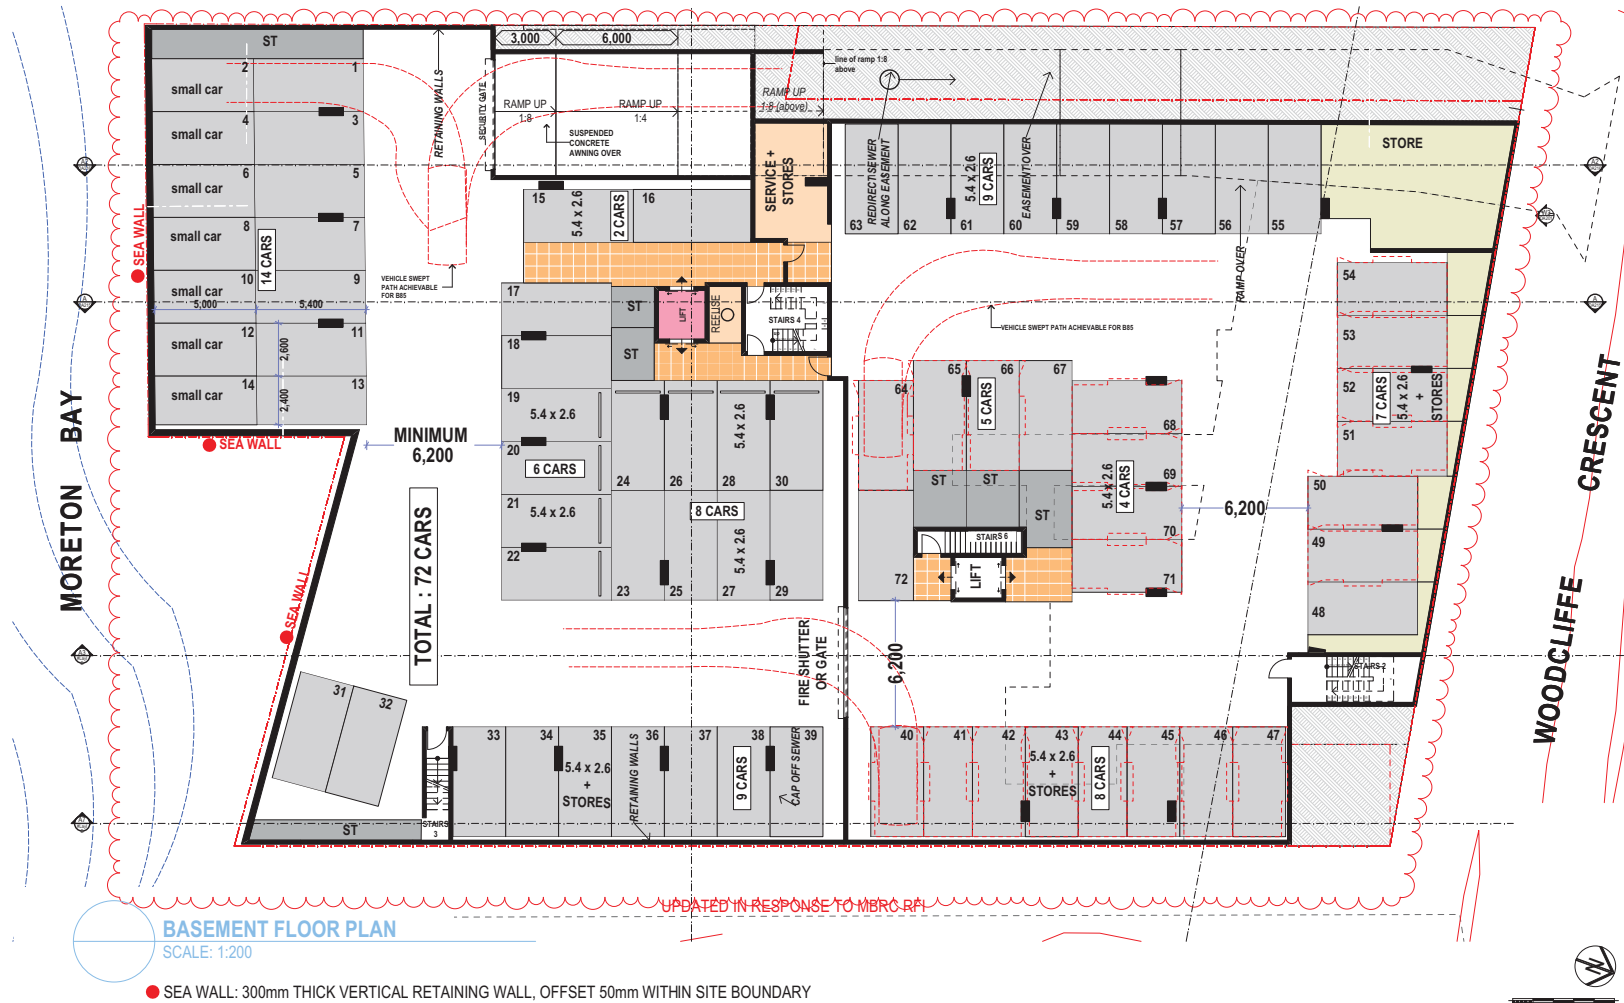 ST
3,000
6,000
line of ramp 1:8
above
2
1
small car
4
3
small car
6
5
small car
8
7
small car
10
9
small car
5,000
5,400
12
11
small car
14
13
small car
2,600
2,400
14 CARS
RETAINING WALLS
SECURITY GATE
RAMP UP
1:8
RAMP UP
1:4
SUSPENDED
CONCRETE
AWNING OVER
RAMP UP
1:8 (above)
SERVICE +
STORES
15
16
5.4 x 2.6
2 CARS
VEHICLE SWEPT
PATH ACHIEVABLE
FOR B85
REDIRECT SEWER
ALONG EASEMENT
5.4 x 2.6
9 CARS
EASEMENT OVER
63
62
61
60
59
58
57
56
55
STORE
RAMP OVER
SEA WALL
SEA WALL
SEA WALL
MORETON BAY
17
18
ST
ST
LIFT
REFUSE
STAIRS 4
VEHICLE SWEPT PATH ACHIEVABLE FOR B85
54
53
52
51
7 CARS
5.4 x 2.6
+
STORES
50
49
48
19
5.4 x 2.6
20
6 CARS
21
5.4 x 2.6
22
MINIMUM
6,200
TOTAL : 72 CARS
5.4 x 2.6
24
26
28
30
8 CARS
5.4 x 2.6
23
25
27
29
64
65
66
67
5 CARS
68
69
5.4 x 2.6
4 CARS
70
71
72
ST
ST
ST
STAIRS 6
LIFT
6,200
6,200
FIRE SHUTTER
OR GATE
STAIRS 2
WOODCLIFFE CRESCENT
31
32
ST
STAIRS
3
33
34
35
36
37
38
39
5.4 x 2.6
+
STORES
RETAINING WALLS
9 CARS
CAP OFF SEWER
40
41
42
43
44
45
46
47
5.4 x 2.6
+
STORES
8 CARS
UPDATED IN RESPONSE TO MBRC RFI
BASEMENT FLOOR PLAN
SCALE: 1:200
SEA WALL: 300mm THICK VERTICAL RETAINING WALL, OFFSET 50mm WITHIN SITE BOUNDARY
N